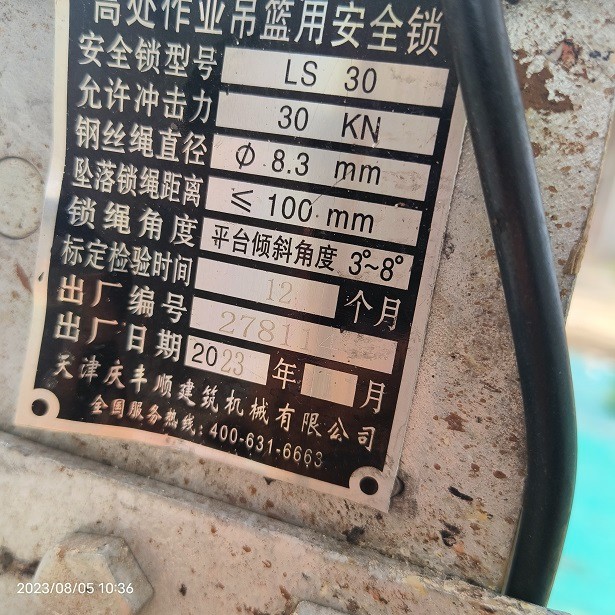 高处作业吊篮用安全锁
安全锁型号 LS 30
允许冲击力 30 KN
钢丝绳直径 Φ 8.3 mm
坠落锁绳距离 ≤ 100 mm
锁绳角度 平台倾斜角度 3°~8°
标定检验时间 12 个月
出厂编号 27811
出厂日期 2023 年 月
天津庆丰顺建筑机械有限公司
全国服务热线:400-631-6663
2023/08/05 10:36